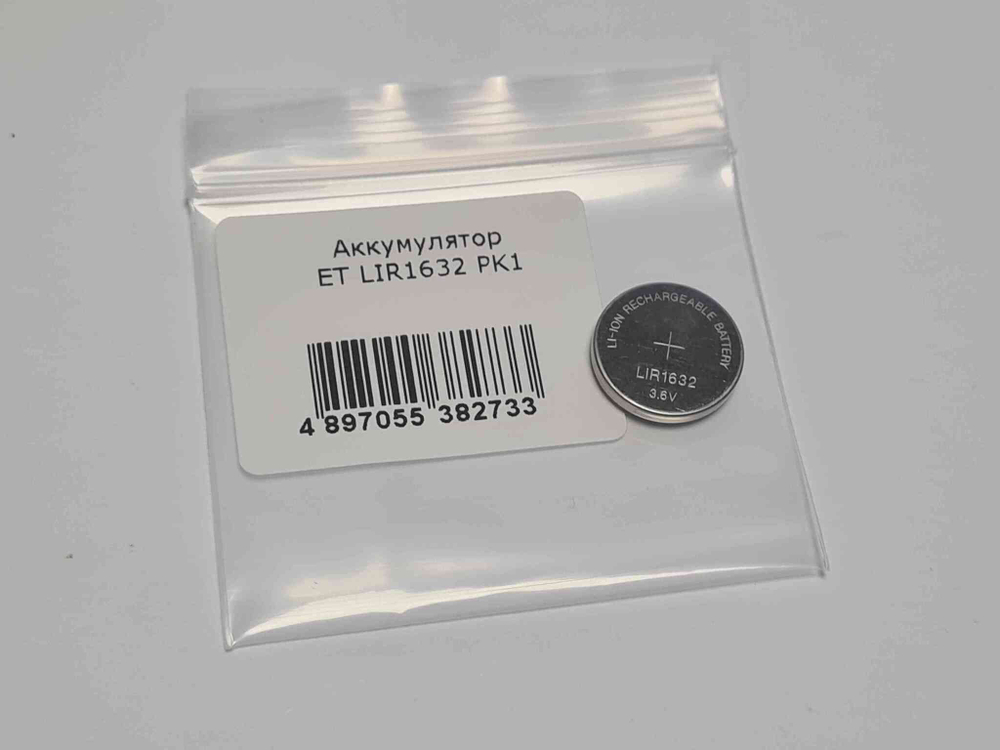 Аккумулятор
ET LIR1632 PK1
4 897055 382733
LI-ION RECHARGEABLE BATTERY
+
LIR1632
3.6V